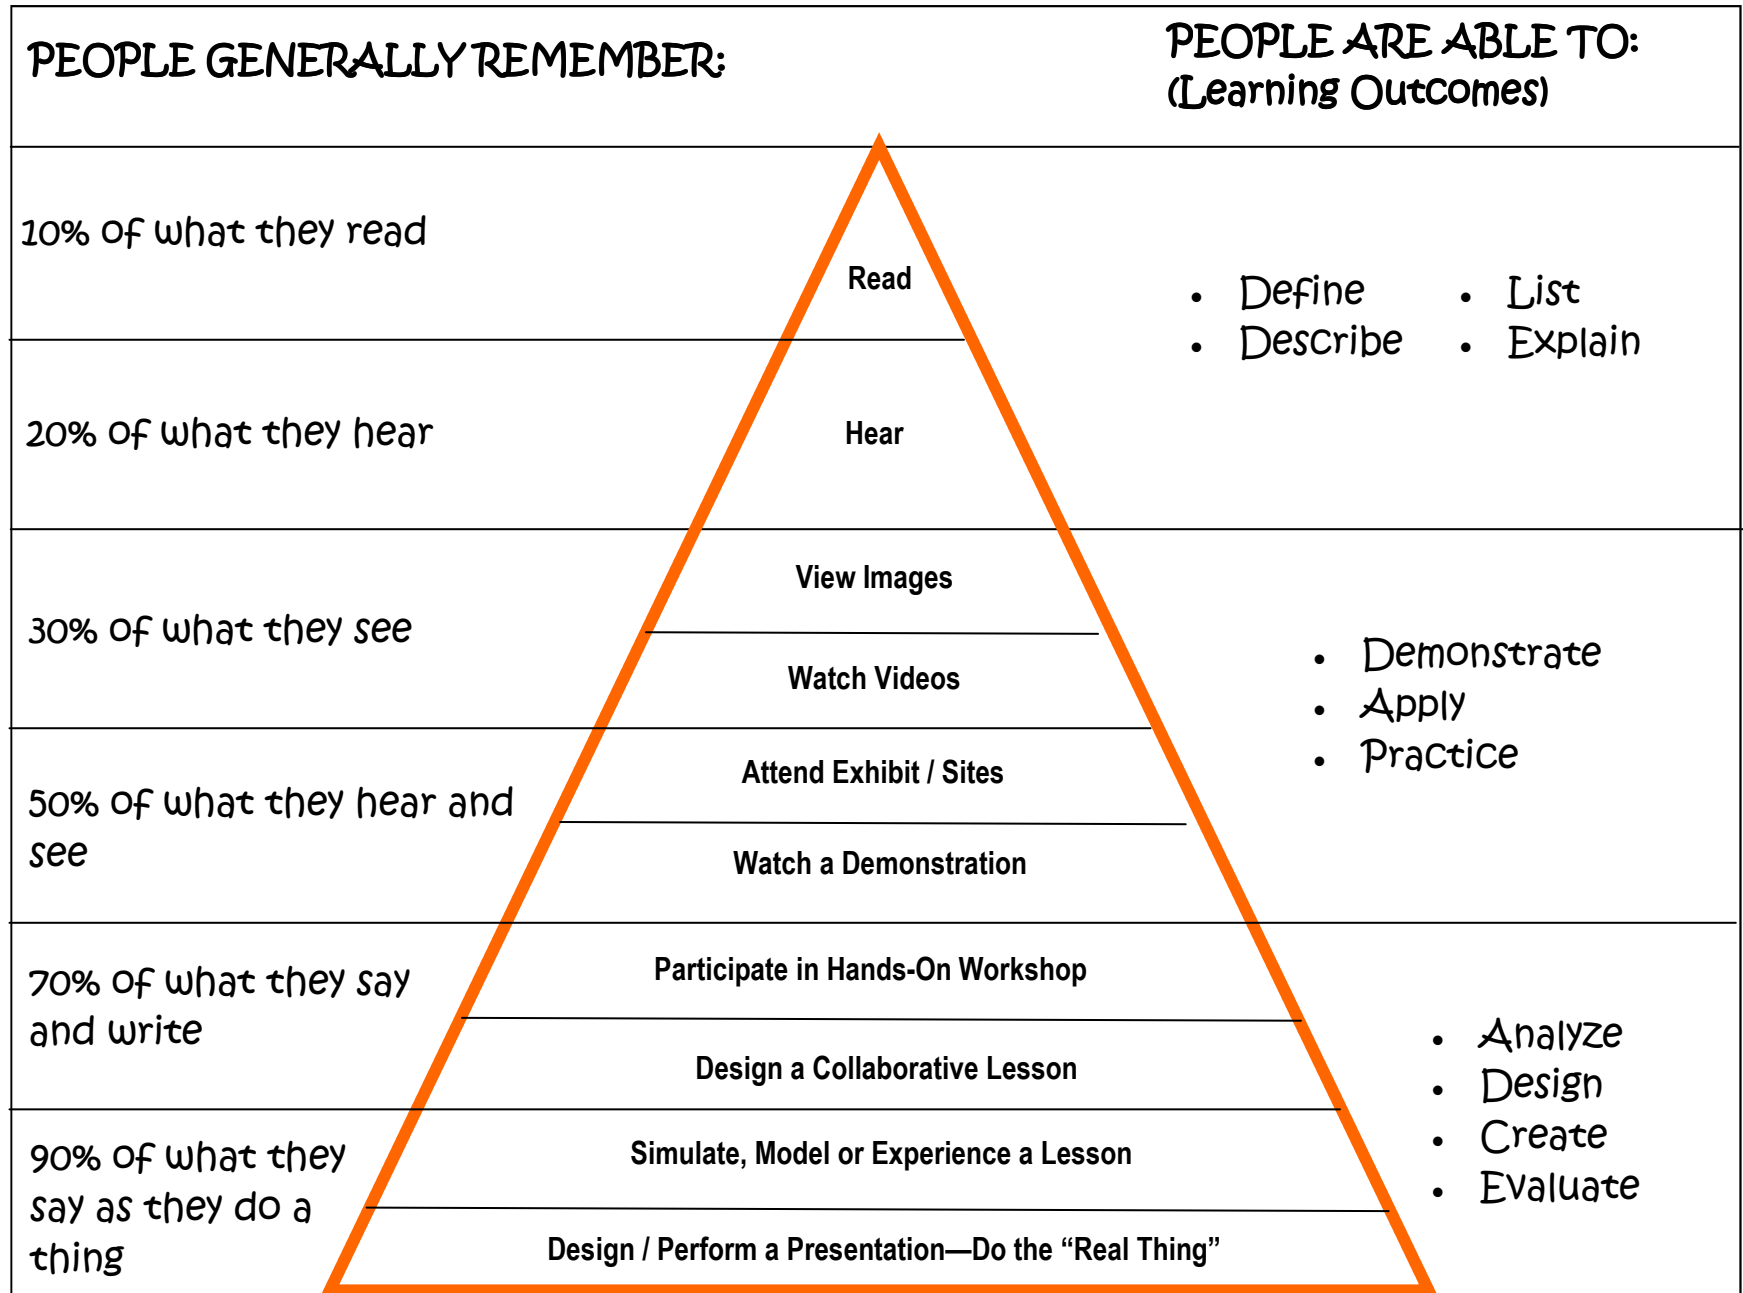 PEOPLE GENERALLY REMEMBER:
PEOPLE ARE ABLE TO:
(Learning Outcomes)
10% of what they read
Read
• Define
• List
• Describe
• Explain
20% of what they hear
Hear
30% of what they see
View Images
Watch Videos
• Demonstrate
• Apply
• Practice
50% of what they hear and
see
Attend Exhibit / Sites
Watch a Demonstration
70% of what they say
and write
Participate in Hands-On Workshop
Design a Collaborative Lesson
• Analyze
• Design
• Create
• Evaluate
90% of what they
say as they do a
thing
Simulate, Model or Experience a Lesson
Design / Perform a Presentation—Do the “Real Thing”